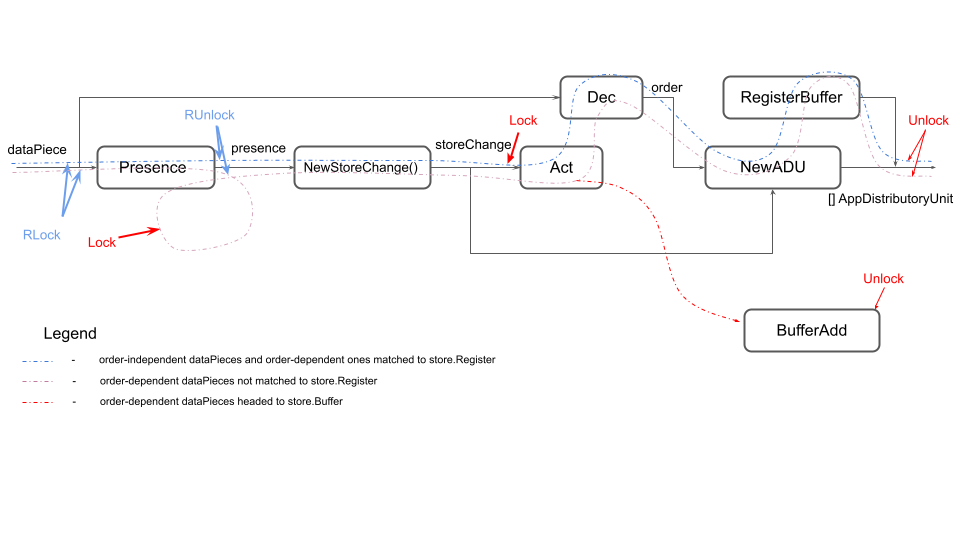 Dec
order
RegisterBuffer
RUnlock
Lock
Unlock
dataPiece
presence
storeChange
Presence
NewStoreChange()
Act
NewADU
[] AppDistributoryUnit
RLock
Lock
Unlock
BufferAdd
Legend
- order-independent dataPieces and order-dependent ones matched to store.Register
- order-dependent dataPieces not matched to store.Register
- order-dependent dataPieces headed to store.Buffer